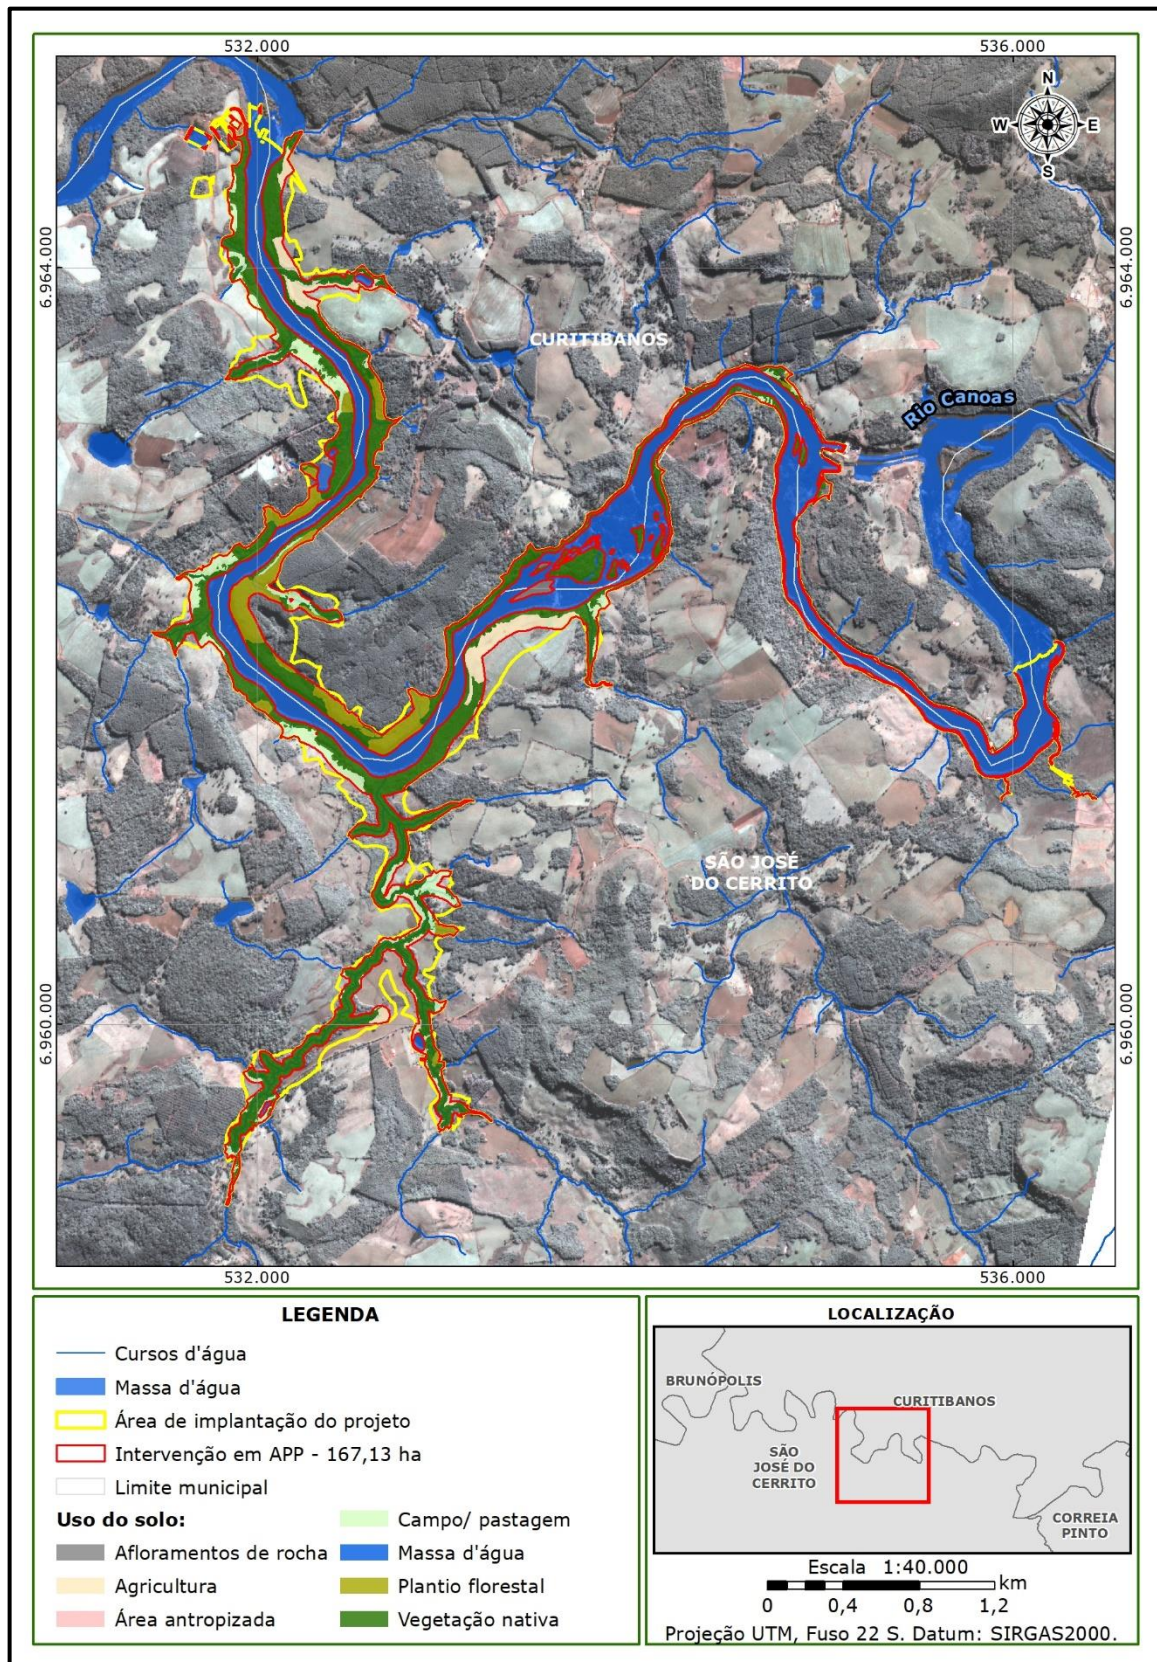 532.000
536.000
N
W
E
S
6.964.000
6.964.000
CURITIBANOS
Rio Canoas
SÃO JOSÉ
DO CERRITO
6.960.000
6.960.000
532.000
536.000
LEGENDA
Cursos d'água
Massa d'água
Área de implantação do projeto
Intervenção em APP - 167,13 ha
Limite municipal
Uso do solo:
Afloramentos de rocha
Agricultura
Área antropizada
Campo/ pastagem
Massa d'água
Plantio florestal
Vegetação nativa
LOCALIZAÇÃO
BRUNÓPOLIS
CURITIBANOS
SÃO
JOSÉ DO
CERRITO
CORREIA
PINTO
Escala 1:40.000
km
0 0,4 0,8 1,2
Projeção UTM, Fuso 22 S. Datum: SIRGAS2000.